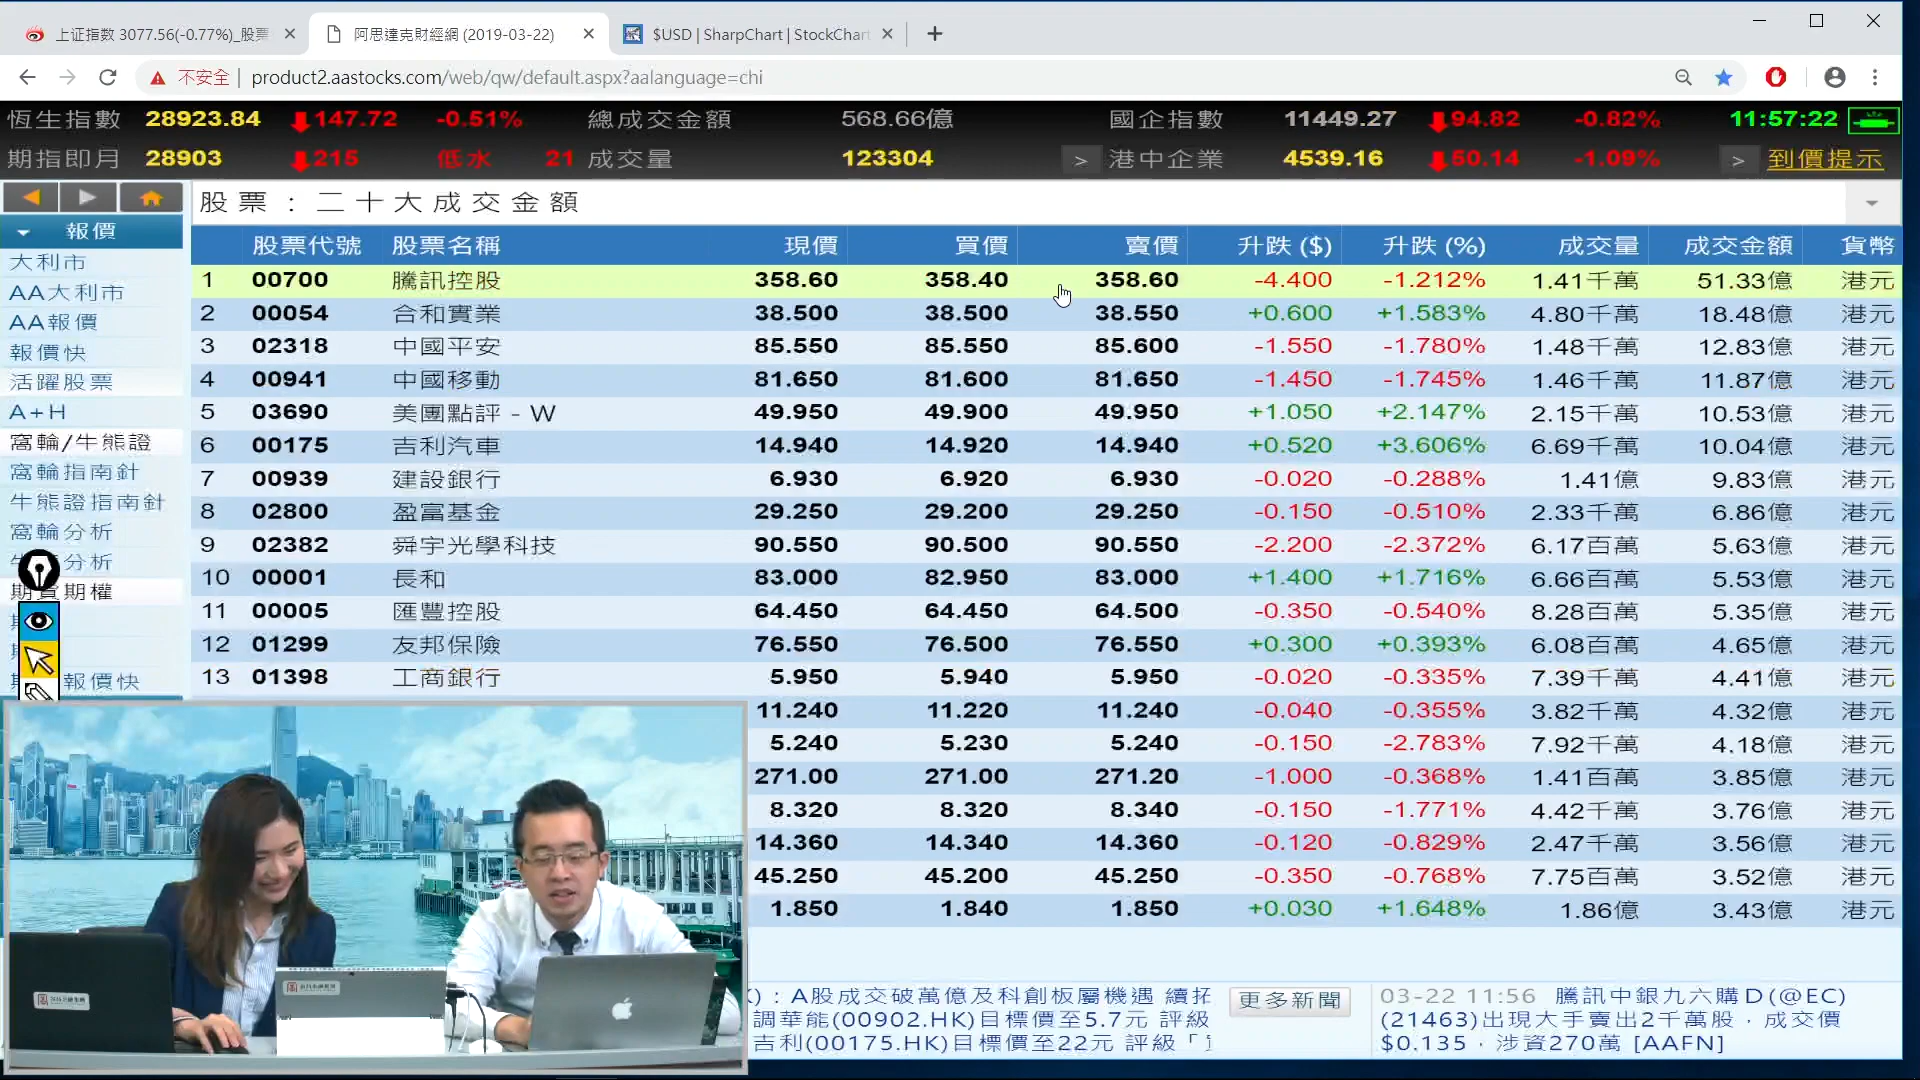 上证指数 3077.56(-0.77%)_股票
阿思達克財經網 (2019-03-22)
$USD | SharpChart | StockChart
不安全 | product2.aastocks.com/web/qw/default.aspx?aalanguage=chi
恆生指數 28923.84 147.72 -0.51% 總成交金額 568.66億 國企指數 11449.27 94.82 -0.82% 11:57:22
期指即月 28903 215 低水 21 成交量 123304 > 港中企業 4539.16 50.14 -1.09% > 到價提示
股票：二十大成交金額
報價
大利市
AA大利市
AA報價
報價快
活躍股票
A+H
窩輪/牛熊證
窩輪指南針
牛熊證指南針
窩輪分析
分析
期貨期權
報價快
股票代號 股票名稱 現價 買價 賣價 升跌 ($) 升跌 (%) 成交量 成交金額 貨幣
1 00700 騰訊控股 358.60 358.40 358.60 -4.400 -1.212% 1.41千萬 51.33億 港元
2 00054 合和實業 38.500 38.500 38.550 +0.600 +1.583% 4.80千萬 18.48億 港元
3 02318 中國平安 85.550 85.550 85.600 -1.550 -1.780% 1.48千萬 12.83億 港元
4 00941 中國移動 81.650 81.600 81.650 -1.450 -1.745% 1.46千萬 11.87億 港元
5 03690 美團點評－W 49.950 49.900 49.950 +1.050 +2.147% 2.15千萬 10.53億 港元
6 00175 吉利汽車 14.940 14.920 14.940 +0.520 +3.606% 6.69千萬 10.04億 港元
7 00939 建設銀行 6.930 6.920 6.930 -0.020 -0.288% 1.41億 9.83億 港元
8 02800 盈富基金 29.250 29.200 29.250 -0.150 -0.510% 2.33千萬 6.86億 港元
9 02382 舜宇光學科技 90.550 90.500 90.550 -2.200 -2.372% 6.17百萬 5.63億 港元
10 00001 長和 83.000 82.950 83.000 +1.400 +1.716% 6.66百萬 5.53億 港元
11 00005 匯豐控股 64.450 64.450 64.500 -0.350 -0.540% 8.28百萬 5.35億 港元
12 01299 友邦保險 76.550 76.500 76.550 +0.300 +0.393% 6.08百萬 4.65億 港元
13 01398 工商銀行 5.950 5.940 5.950 -0.020 -0.335% 7.39千萬 4.41億 港元
11.240 11.220 11.240 -0.040 -0.355% 3.82千萬 4.32億 港元
5.240 5.230 5.240 -0.150 -2.783% 7.92千萬 4.18億 港元
271.00 271.00 271.20 -1.000 -0.368% 1.41百萬 3.85億 港元
8.320 8.320 8.340 -0.150 -1.771% 4.42千萬 3.76億 港元
14.360 14.340 14.360 -0.120 -0.829% 2.47千萬 3.56億 港元
45.250 45.200 45.250 -0.350 -0.768% 7.75百萬 3.52億 港元
1.850 1.840 1.850 +0.030 +1.648% 1.86億 3.43億 港元
：A股成交破萬億及科創板屬機遇 續拓
調華能(00902.HK)目標價至5.7元 評級
吉利(00175.HK)目標價至22元 評級「
更多新聞
03-22 11:56 騰訊中銀九六購Ｄ(@EC)
(21463)出現大手賣出2千萬股，成交價
$0.135，涉資270萬 [AAFN]